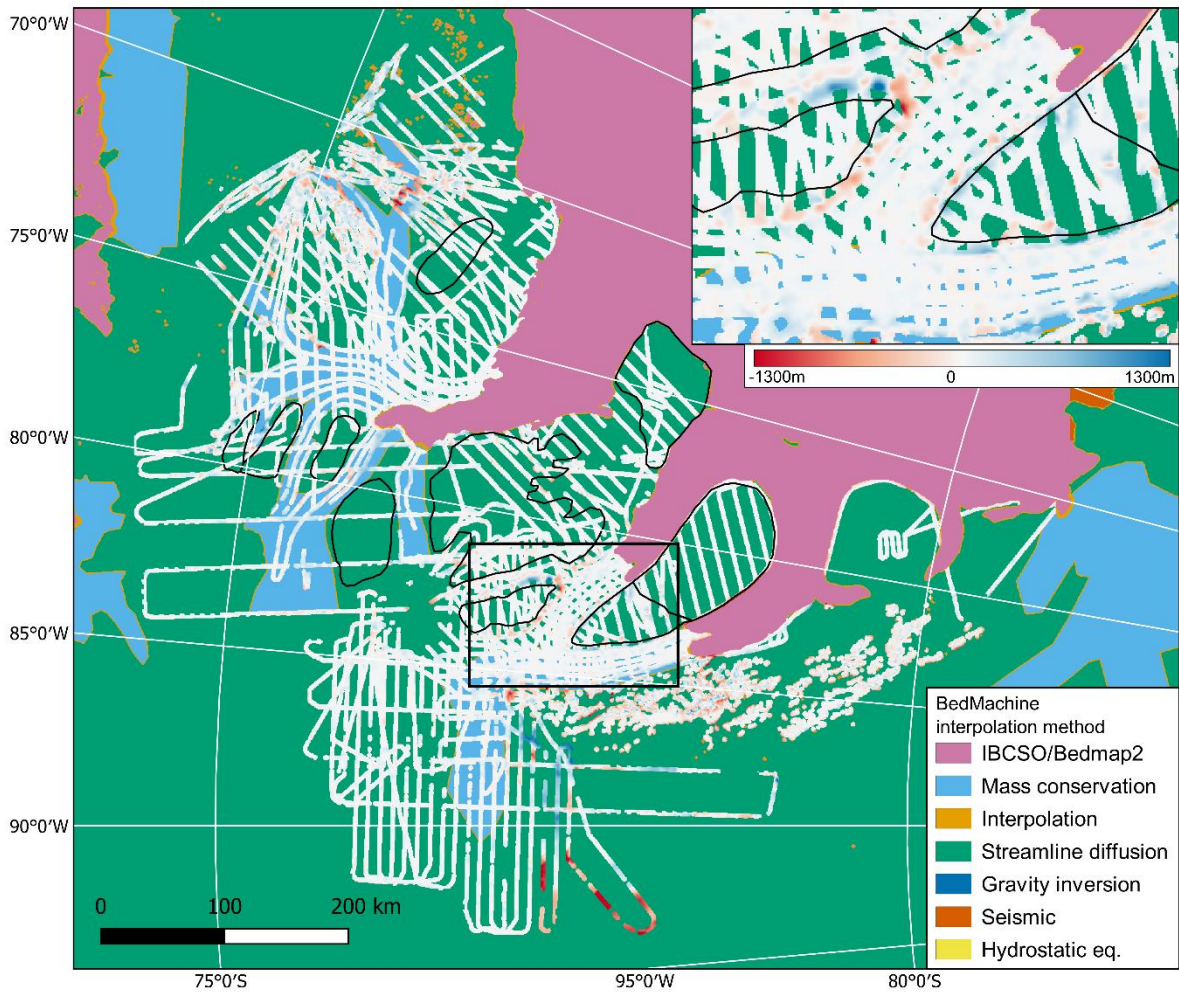 70°0'W
75°0'W
80°0'W
85°0'W
90°0'W
-1300m 0 1300m
0 100 200 km
BedMachine
interpolation method
IBCSO/Bedmap2
Mass conservation
Interpolation
Streamline diffusion
Gravity inversion
Seismic
Hydrostatic eq.
75°0'S 95°0'W 80°0'S